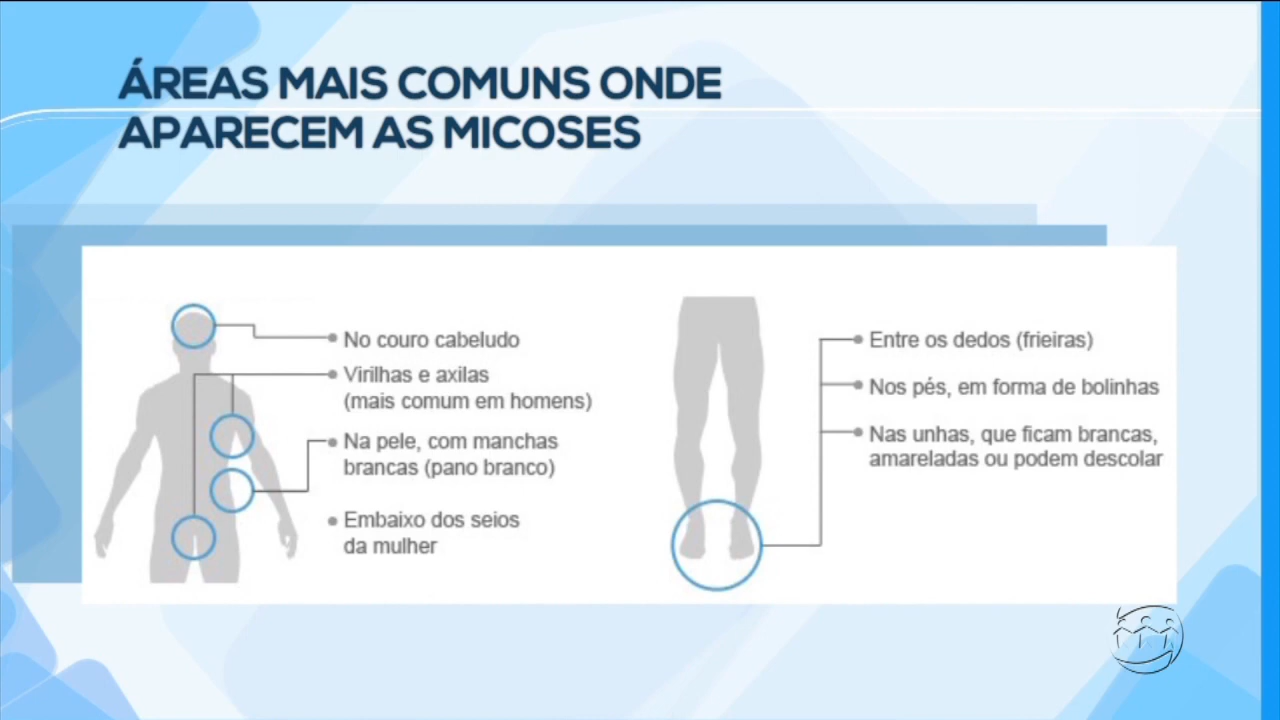 ÁREAS MAIS COMUNS ONDE
APARECEM AS MICOSES
No couro cabeludo
Virilhas e axilas
(mais comum em homens)
Na pele, com manchas
brancas (pano branco)
Embaixo dos seios
da mulher
Entre os dedos (frieiras)
Nos pés, em forma de bolinhas
Nas unhas, que ficam brancas,
amareladas ou podem descolar